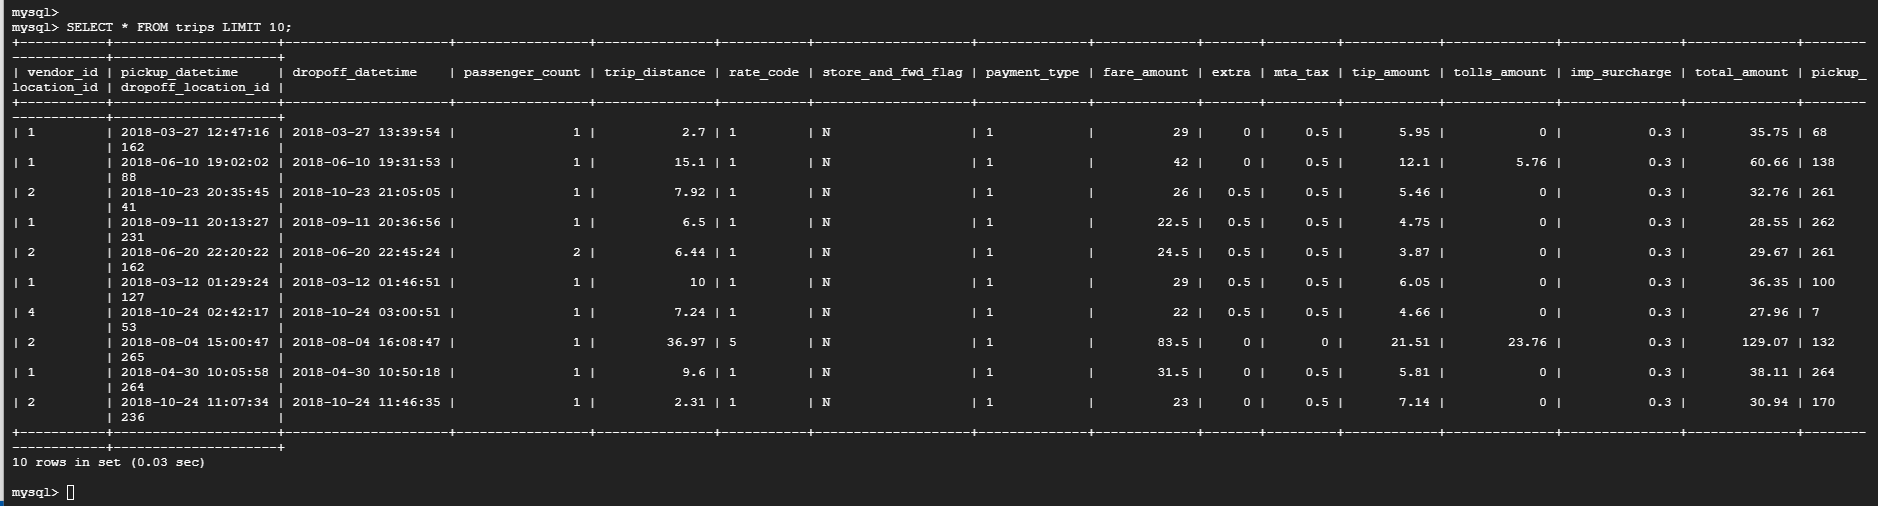 mysql>
mysql> SELECT * FROM trips LIMIT 10;
+-----------+---------------------+---------------------+-----------------+---------------+-----------+--------------------+--------------+-------------+-------+---------+------------+--------------+---------------+--------------+--------
------------+---------------------+
| vendor_id | pickup_datetime     | dropoff_datetime    | passenger_count | trip_distance | rate_code | store_and_fwd_flag | payment_type | fare_amount | extra | mta_tax | tip_amount | tolls_amount | imp_surcharge | total_amount | pickup_
location_id | dropoff_location_id |
+-----------+---------------------+---------------------+-----------------+---------------+-----------+--------------------+--------------+-------------+-------+---------+------------+--------------+---------------+--------------+--------
------------+---------------------+
| 1         | 2018-03-27 12:47:16 | 2018-03-27 13:39:54 |               1 |           2.7 | 1         | N                  | 1            |          29 |     0 |     0.5 |       5.95 |            0 |           0.3 |        35.75 | 68
            | 162                 |
| 1         | 2018-06-10 19:02:02 | 2018-06-10 19:31:53 |               1 |          15.1 | 1         | N                  | 1            |          42 |     0 |     0.5 |       12.1 |         5.76 |           0.3 |        60.66 | 138
            | 88                  |
| 2         | 2018-10-23 20:35:45 | 2018-10-23 21:05:05 |               1 |          7.92 | 1         | N                  | 1            |          26 |   0.5 |     0.5 |       5.46 |            0 |           0.3 |        32.76 | 261
            | 41                  |
| 1         | 2018-09-11 20:13:27 | 2018-09-11 20:36:56 |               1 |           6.5 | 1         | N                  | 1            |        22.5 |   0.5 |     0.5 |       4.75 |            0 |           0.3 |        28.55 | 262
            | 231                 |
| 2         | 2018-06-20 22:20:22 | 2018-06-20 22:45:24 |               2 |          6.44 | 1         | N                  | 1            |        24.5 |   0.5 |     0.5 |       3.87 |            0 |           0.3 |        29.67 | 261
            | 162                 |
| 1         | 2018-03-12 01:29:24 | 2018-03-12 01:46:51 |               1 |            10 | 1         | N                  | 1            |          29 |   0.5 |     0.5 |       6.05 |            0 |           0.3 |        36.35 | 100
            | 127                 |
| 4         | 2018-10-24 02:42:17 | 2018-10-24 03:00:51 |               1 |          7.24 | 1         | N                  | 1            |          22 |   0.5 |     0.5 |       4.66 |            0 |           0.3 |        27.96 | 7
            | 53                  |
| 2         | 2018-08-04 15:00:47 | 2018-08-04 16:08:47 |               1 |         36.97 | 5         | N                  | 1            |        83.5 |     0 |       0 |      21.51 |        23.76 |           0.3 |       129.07 | 132
            | 265                 |
| 1         | 2018-04-30 10:05:58 | 2018-04-30 10:50:18 |               1 |           9.6 | 1         | N                  | 1            |        31.5 |     0 |     0.5 |       5.81 |            0 |           0.3 |        38.11 | 264
            | 264                 |
| 2         | 2018-10-24 11:07:34 | 2018-10-24 11:46:35 |               1 |          2.31 | 1         | N                  | 1            |          23 |     0 |     0.5 |       7.14 |            0 |           0.3 |        30.94 | 170
            | 236                 |
+-----------+---------------------+---------------------+-----------------+---------------+-----------+--------------------+--------------+-------------+-------+---------+------------+--------------+---------------+--------------+--------
------------+---------------------+
10 rows in set (0.03 sec)
mysql>